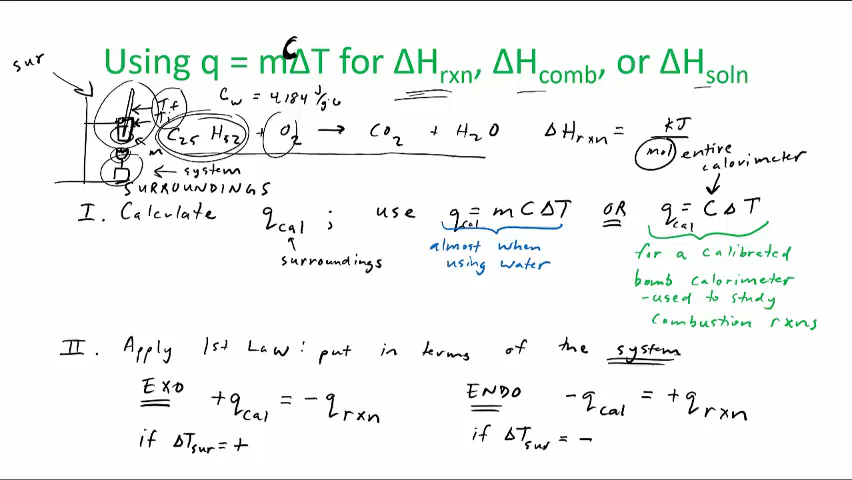 Using q = mCΔT for ΔHrxn, ΔHcomb, or ΔHsoln
sur
Cw = 4.184 J/g·c
C25 H52 + O2 → CO2 + H2O ΔHrxn = kJ/mol
entire calorimeter
m
← system
SURROUNDINGS
I. Calculate qcal ; use qcal = m C Δ T OR qcal = C Δ T
surroundings
almost when
using water
for a calibrated
bomb calorimeter
-used to study
combustion rxns
II. Apply 1st Law: put in terms of the system
EXO +qcal = -qrxn
if ΔTsur = +
ENDO -qcal = +qrxn
if ΔTsur = -